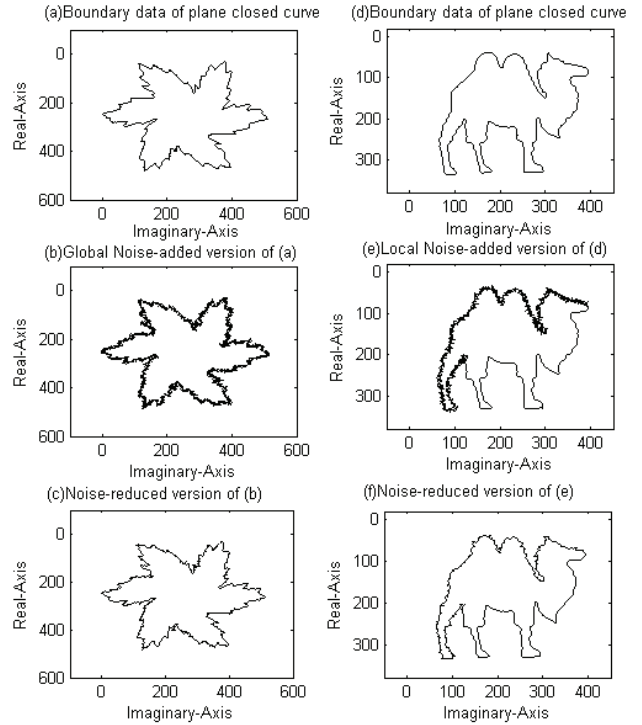 (a)Boundary data of plane closed curve
0
200
400
600
Real-Axis
0 200 400 600
Imaginary-Axis
(d)Boundary data of plane closed curve
0
100
200
300
Real-Axis
0 100 200 300 400
Imaginary-Axis
(b)Global Noise-added version of (a)
0
200
400
600
Real-Axis
0 200 400 600
Imaginary-Axis
(e)Local Noise-added version of (d)
0
100
200
300
Real-Axis
0 100 200 300 400
Imaginary-Axis
(c)Noise-reduced version of (b)
0
200
400
600
Real-Axis
0 200 400 600
Imaginary-Axis
(f)Noise-reduced version of (e)
0
100
200
300
Real-Axis
0 100 200 300 400
Imaginary-Axis